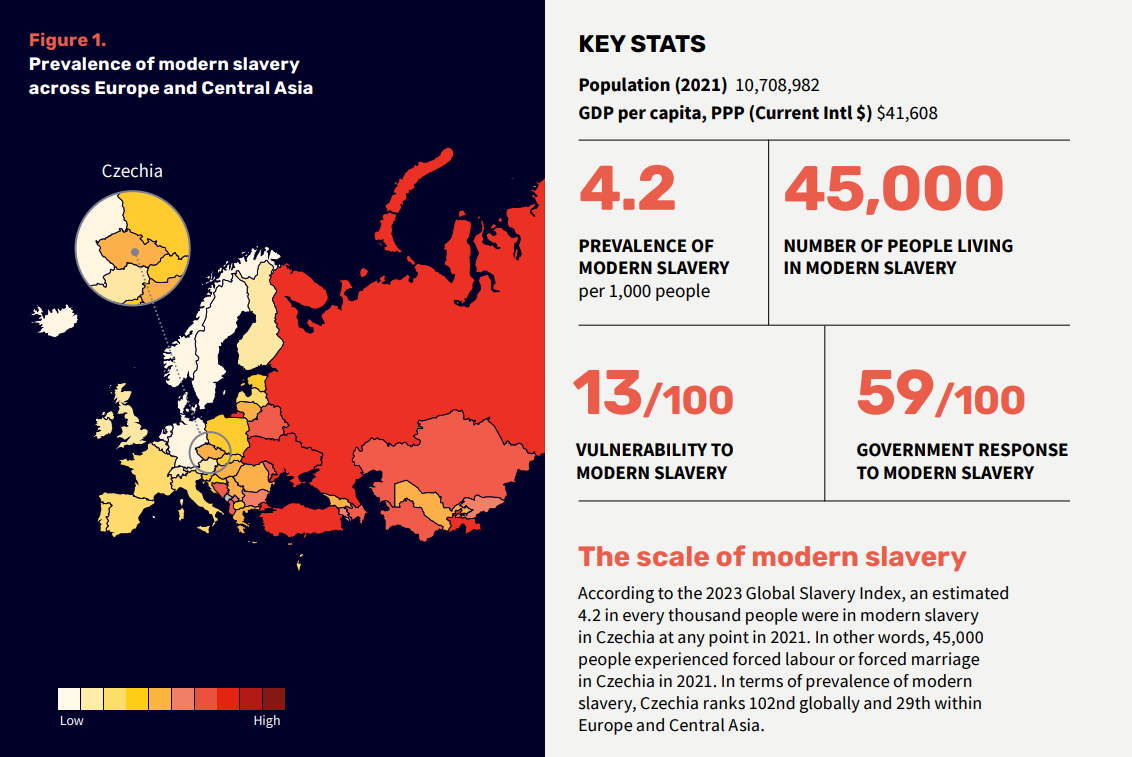 Figure 1.
Prevalence of modern slavery
across Europe and Central Asia
Czechia
Low
High
KEY STATS
Population (2021) 10,708,982
GDP per capita, PPP (Current Intl $) $41,608
4.2
PREVALENCE OF
MODERN SLAVERY
per 1,000 people
45,000
NUMBER OF PEOPLE LIVING
IN MODERN SLAVERY
13/100
VULNERABILITY TO
MODERN SLAVERY
59/100
GOVERNMENT RESPONSE
TO MODERN SLAVERY
The scale of modern slavery
According to the 2023 Global Slavery Index, an estimated
4.2 in every thousand people were in modern slavery
in Czechia at any point in 2021. In other words, 45,000
people experienced forced labour or forced marriage
in Czechia in 2021. In terms of prevalence of modern
slavery, Czechia ranks 102nd globally and 29th within
Europe and Central Asia.